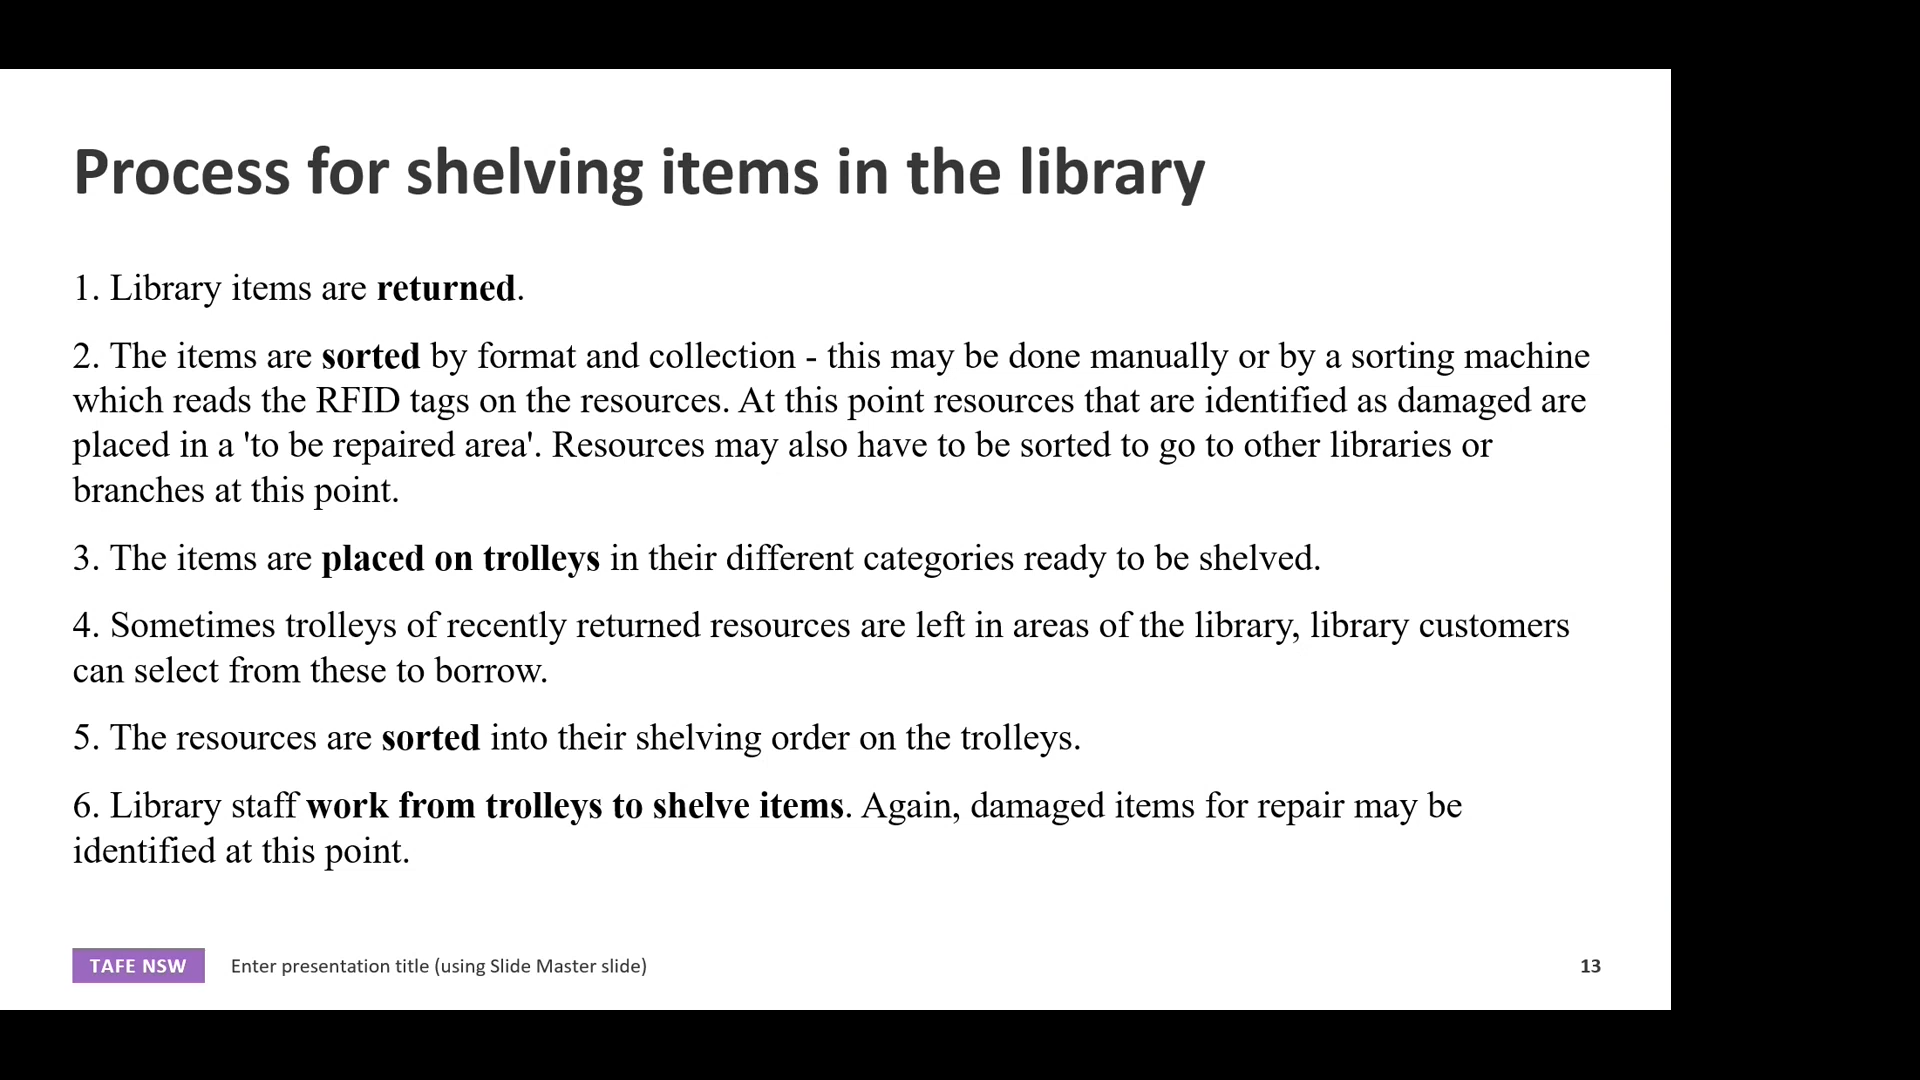 Process for shelving items in the library
1. Library items are returned.
2. The items are sorted by format and collection - this may be done manually or by a sorting machine
which reads the RFID tags on the resources. At this point resources that are identified as damaged are
placed in a 'to be repaired area'. Resources may also have to be sorted to go to other libraries or
branches at this point.
3. The items are placed on trolleys in their different categories ready to be shelved.
4. Sometimes trolleys of recently returned resources are left in areas of the library, library customers
can select from these to borrow.
5. The resources are sorted into their shelving order on the trolleys.
6. Library staff work from trolleys to shelve items. Again, damaged items for repair may be
identified at this point.
TAFE NSW Enter presentation title (using Slide Master slide) 13